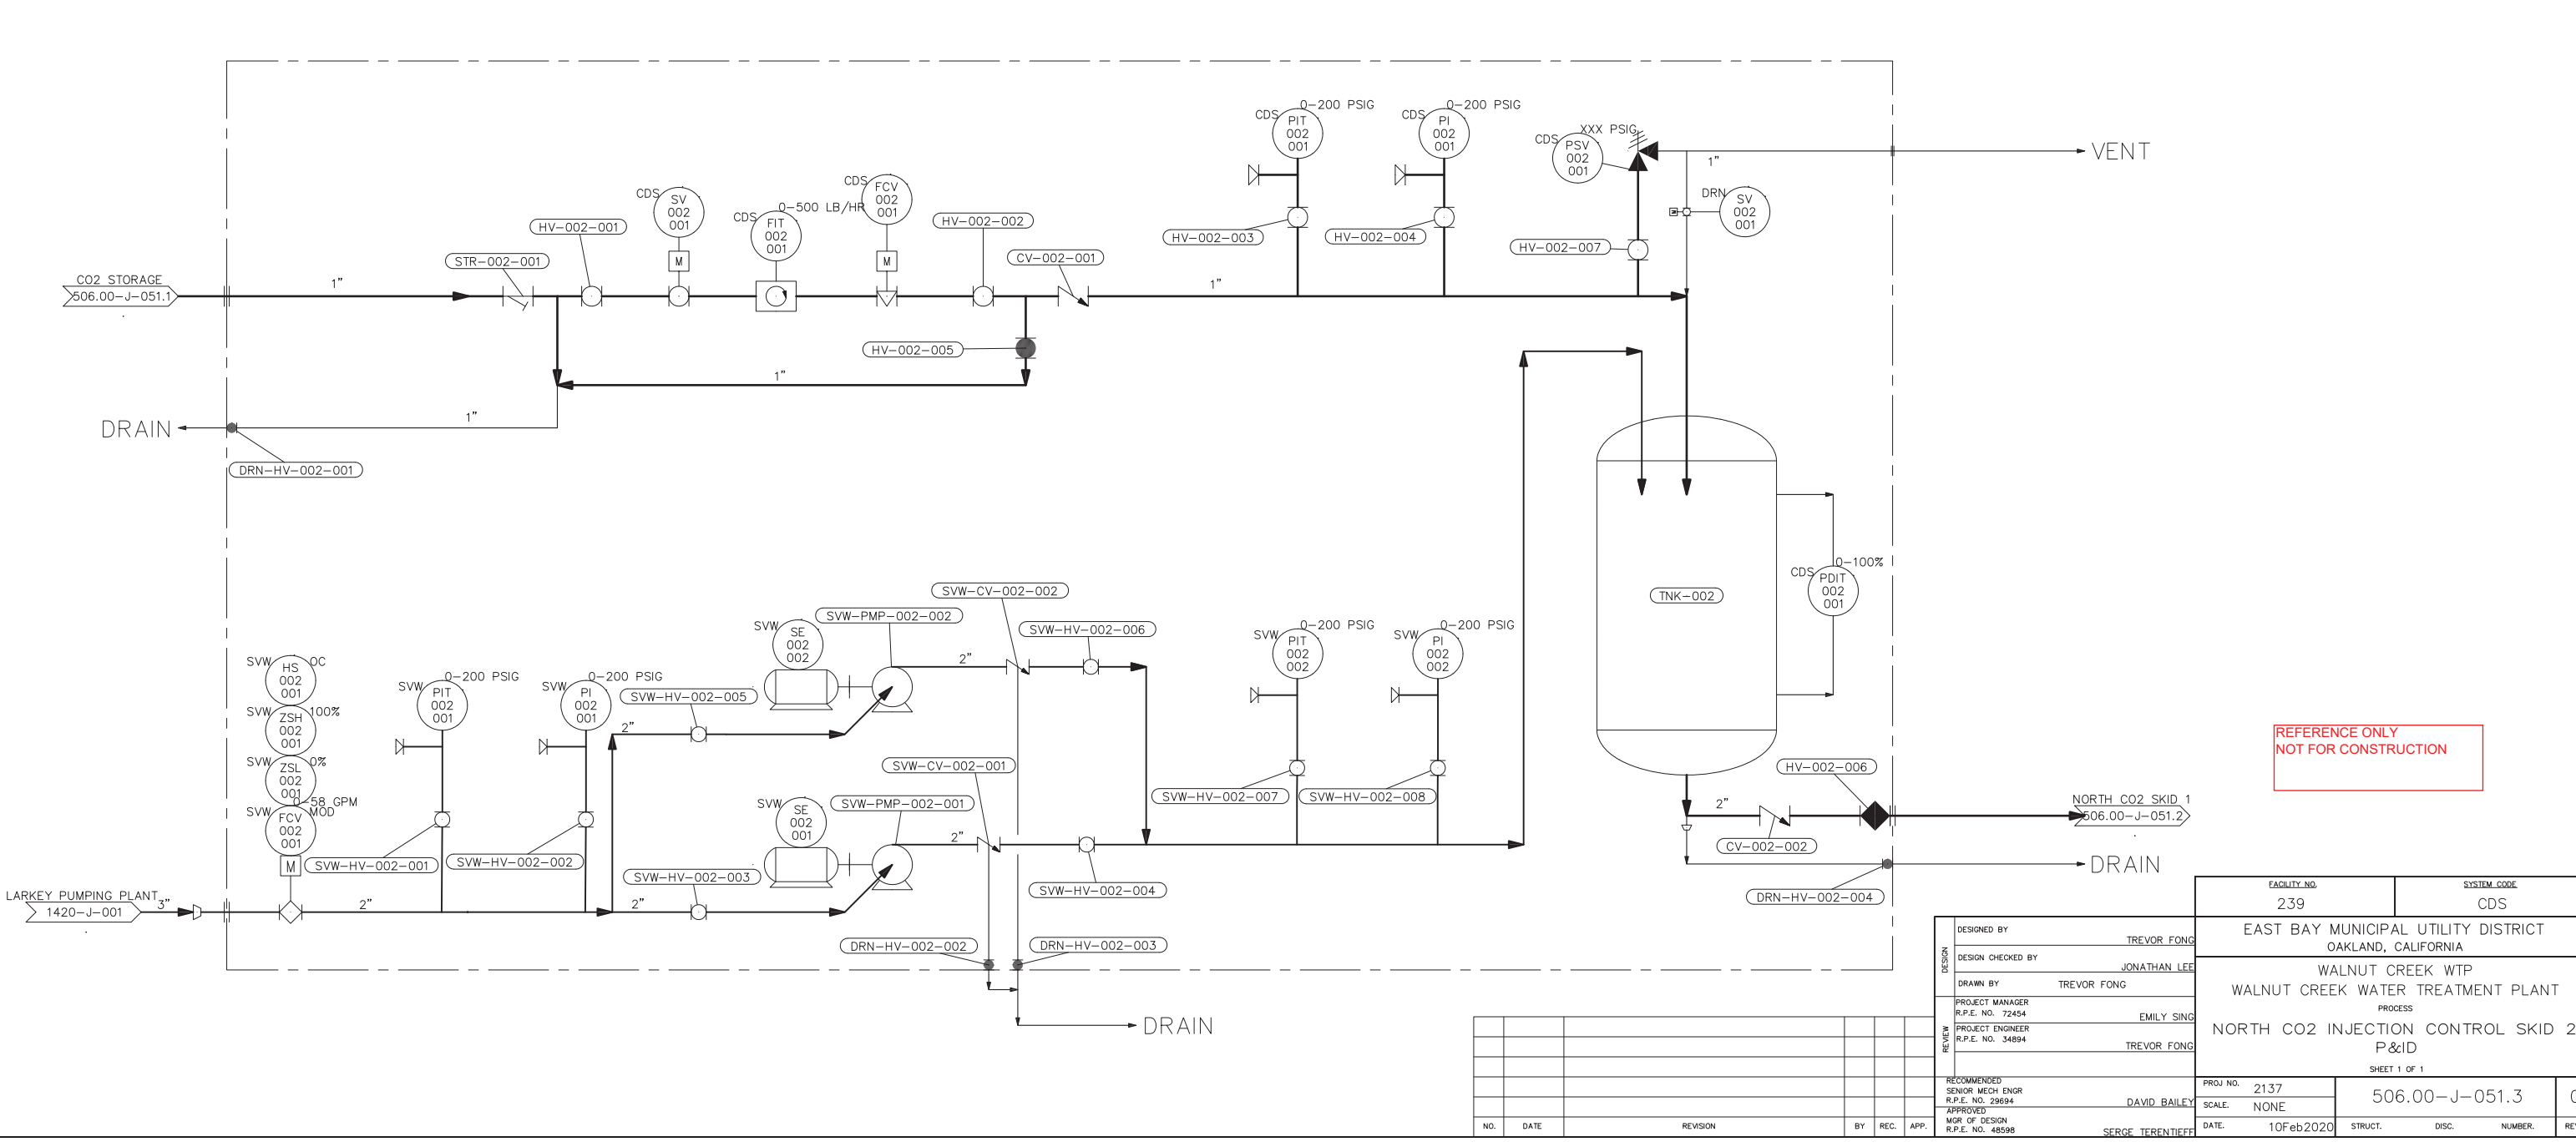 0-200 PSIG
CDS
PIT
002
001
0-200 PSIG
CDS
PI
002
001
XXX PSIG
CDS
PSV
002
001
1"
VENT
DRN
SV
002
001
CDS
SV
002
001
CDS
FIT
002
001
0-500 LB/HR
CDS
FCV
002
001
HV-002-001
HV-002-002
HV-002-003
HV-002-004
HV-002-007
STR-002-001
M
M
CV-002-001
CO2 STORAGE
506.00-J-051.1
1"
1"
HV-002-005
1"
1"
DRAIN
DRN-HV-002-001
TNK-002
0-100%
CDS
PDIT
002
001
SVW-CV-002-002
SVW
SE
002
002
SVW-PMP-002-002
SVW-HV-002-006
2"
SVW
HS
002
001
OC
SVW
ZSH
002
001
100%
SVW
ZSL
002
001
0%
0-58 GPM
SVW
FCV
002
001
MOD
M
0-200 PSIG
SVW
PIT
002
001
0-200 PSIG
SVW
PI
002
001
SVW-HV-002-005
2"
0-200 PSIG
SVW
PIT
002
002
0-200 PSIG
SVW
PI
002
002
SVW-CV-002-001
SVW
SE
002
001
SVW-PMP-002-001
2"
SVW-HV-002-007
SVW-HV-002-008
SVW-HV-002-001
SVW-HV-002-002
SVW-HV-002-003
SVW-HV-002-004
LARKEY PUMPING PLANT
1420-J-001
3"
2"
2"
DRN-HV-002-002
DRN-HV-002-003
DRAIN
HV-002-006
2"
CV-002-002
NORTH CO2 SKID 1
506.00-J-051.2
DRAIN
DRN-HV-002-004
REFERENCE ONLY
NOT FOR CONSTRUCTION
FACILITY NO.
239
SYSTEM CODE
CDS
EAST BAY MUNICIPAL UTILITY DISTRICT
OAKLAND, CALIFORNIA
WALNUT CREEK WTP
WALNUT CREEK WATER TREATMENT PLANT
PROCESS
NORTH CO2 INJECTION CONTROL SKID 2
P&ID
SHEET 1 OF 1
DESIGN
DESIGNED BY
TREVOR FONG
DESIGN CHECKED BY
JONATHAN LEE
DRAWN BY TREVOR FONG
REVIEW
PROJECT MANAGER
R.P.E. NO. 72454
EMILY SING
PROJECT ENGINEER
R.P.E. NO. 34894
TREVOR FONG
RECOMMENDED
SENIOR MECH ENGR
R.P.E. NO. 29694
DAVID BAILEY
APPROVED
MGR OF DESIGN
R.P.E. NO. 48598
SERGE TERENTIEFF
PROJ NO. 2137
SCALE. NONE
DATE. 10Feb2020
506.00-J-051.3
STRUCT. DISC. NUMBER.
NO. DATE REVISION BY REC. APP.